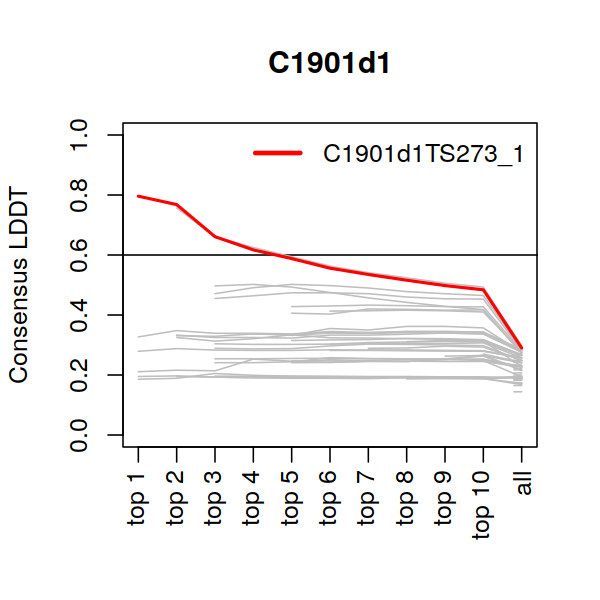 C1901d1
C1901d1TS273_1
Consensus LDDT
1.0
0.8
0.6
0.4
0.2
0.0
top 1
top 2
top 3
top 4
top 5
top 6
top 7
top 8
top 9
top 10
all